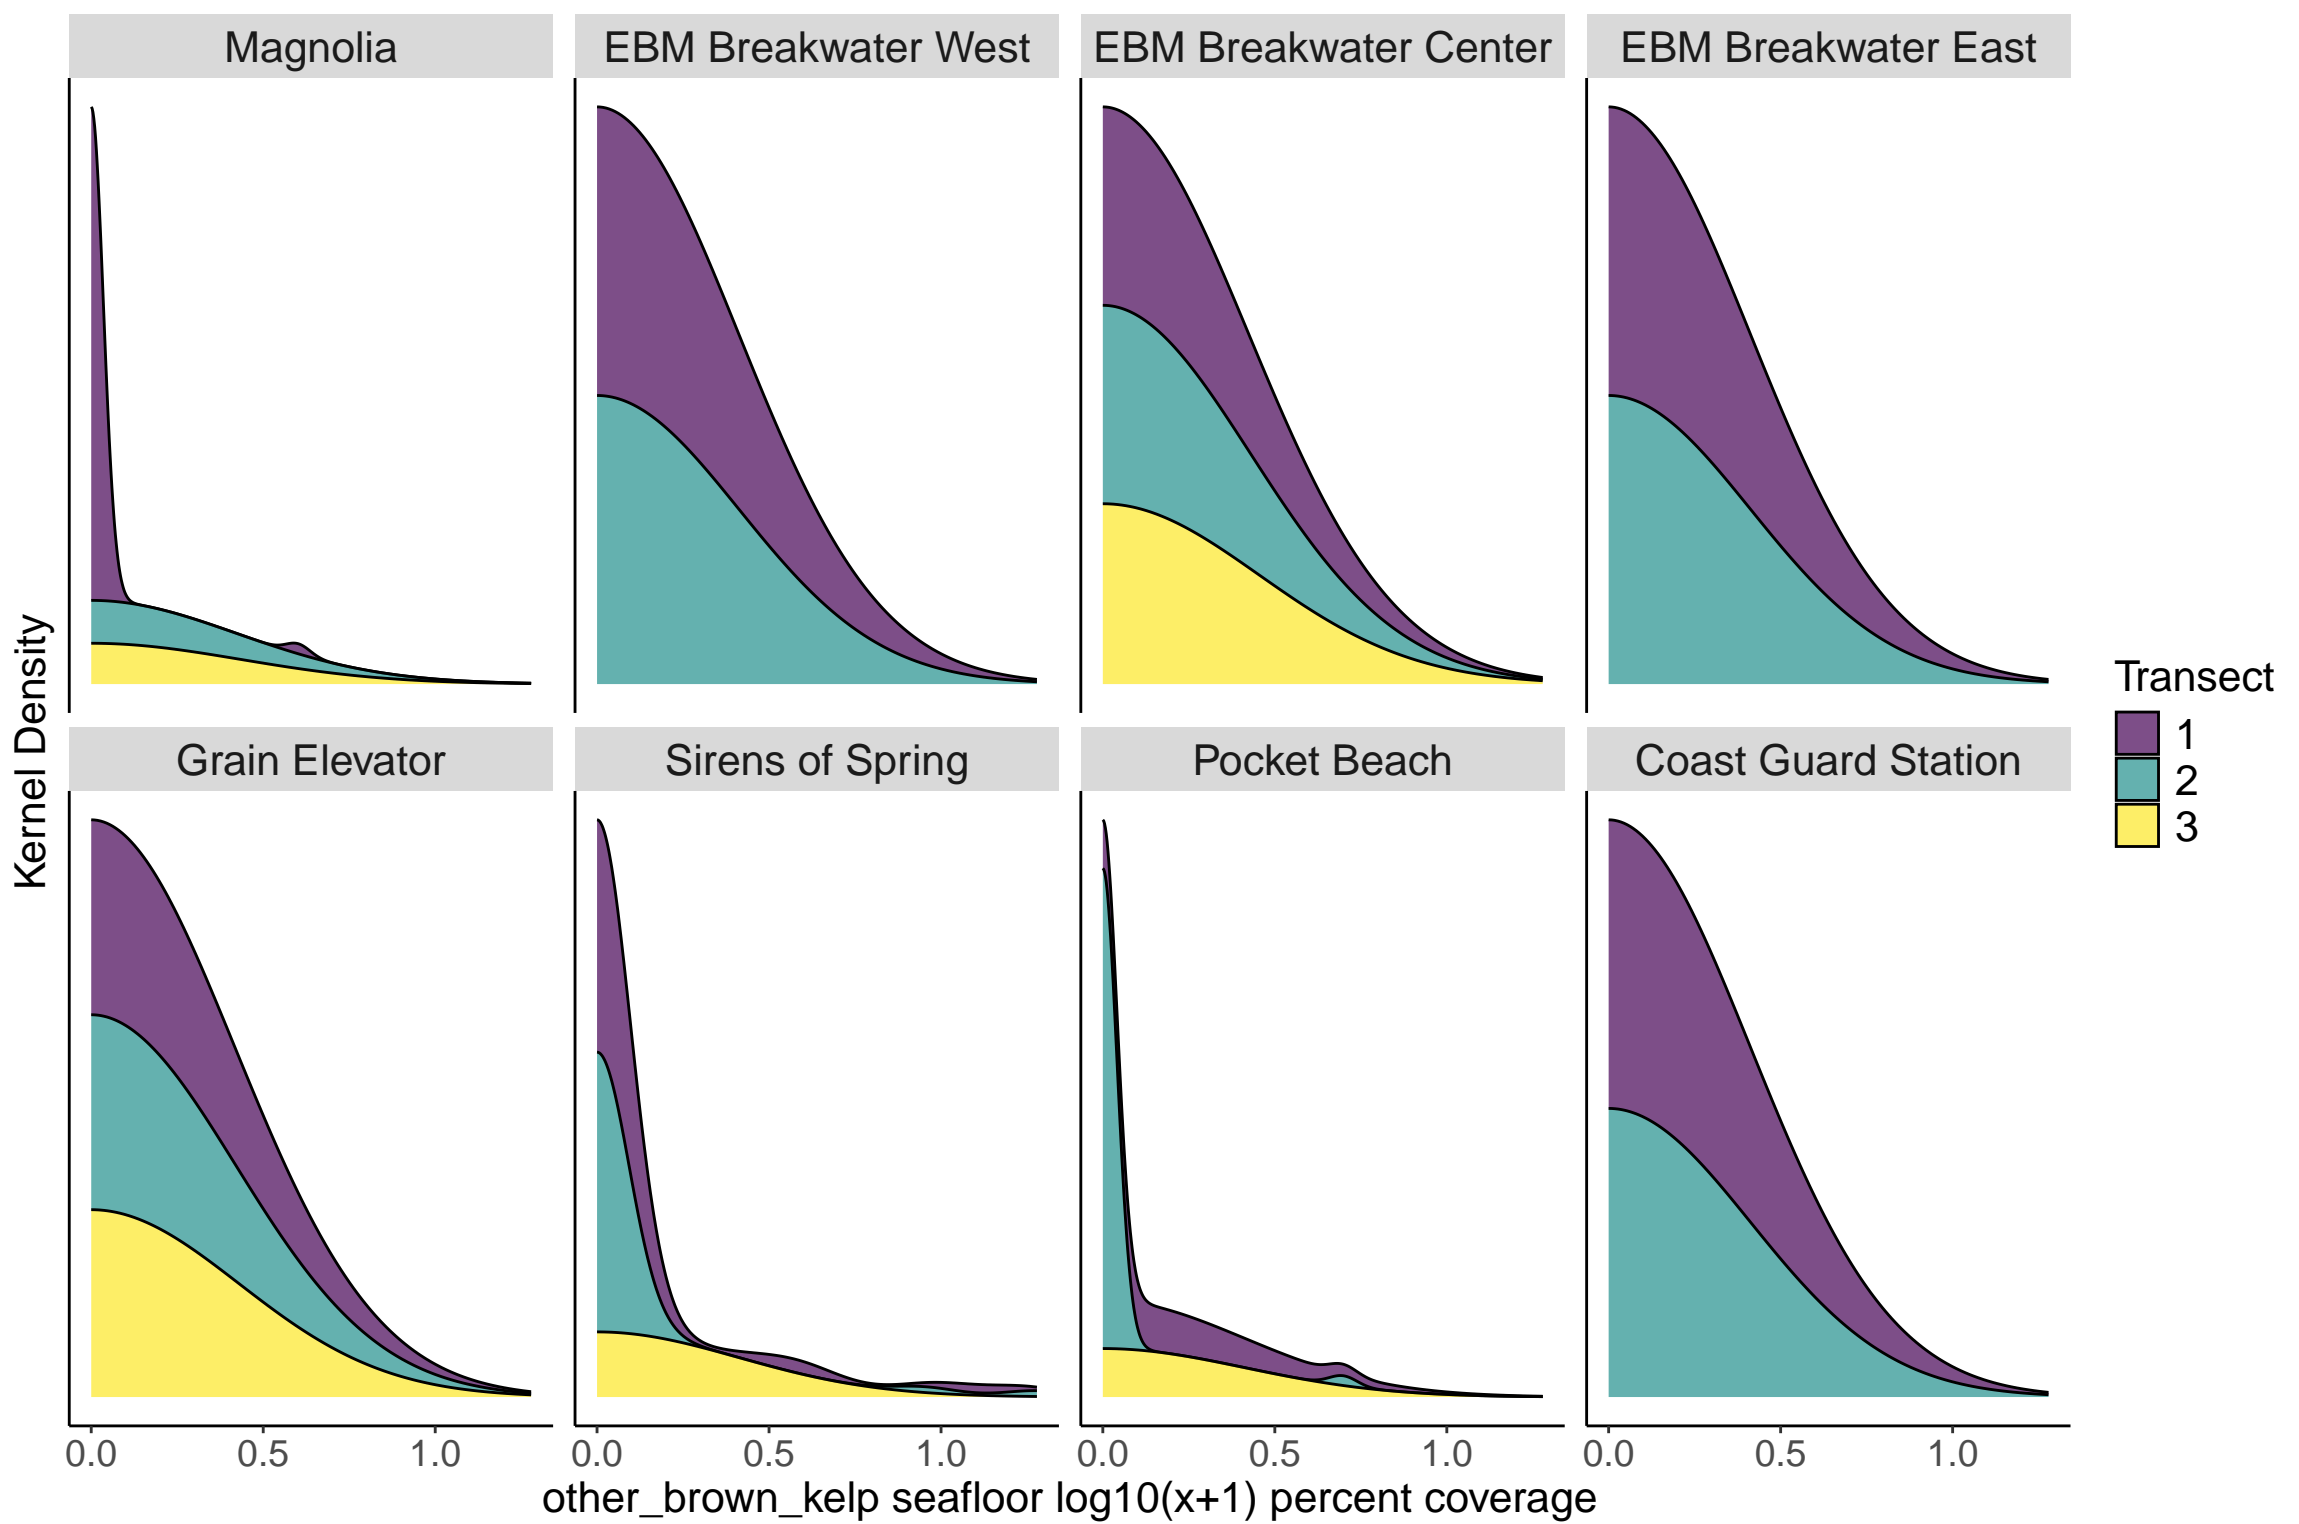 Magnolia
EBM Breakwater West
EBM Breakwater Center
EBM Breakwater East
Kernel Density
Grain Elevator
Sirens of Spring
Pocket Beach
Coast Guard Station
Transect
1
2
3
0.0 0.5 1.0
0.0 0.5 1.0
0.0 0.5 1.0
0.0 0.5 1.0
other_brown_kelp seafloor log10(x+1) percent coverage